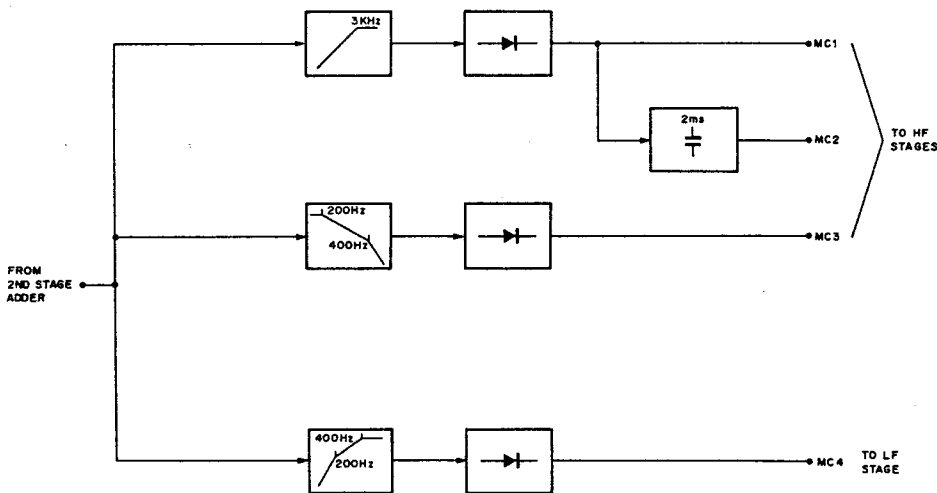 3KHz
MC1
2ms
MC2
TO HF
STAGES
200Hz
400Hz
MC3
FROM
2ND STAGE
ADDER
400Hz
200Hz
MC4
TO LF
STAGE